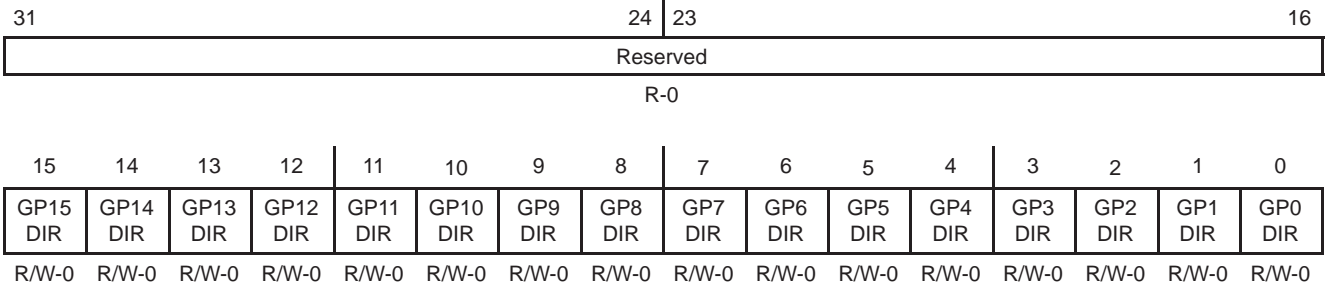 31 24 23 16
Reserved
R-0
15 14 13 12 11 10 9 8 7 6 5 4 3 2 1 0
GP15 GP14 GP13 GP12 GP11 GP10 GP9 GP8 GP7 GP6 GP5 GP4 GP3 GP2 GP1 GP0
DIR DIR DIR DIR DIR DIR DIR DIR DIR DIR DIR DIR DIR DIR DIR DIR
R/W-0 R/W-0 R/W-0 R/W-0 R/W-0 R/W-0 R/W-0 R/W-0 R/W-0 R/W-0 R/W-0 R/W-0 R/W-0 R/W-0 R/W-0 R/W-0